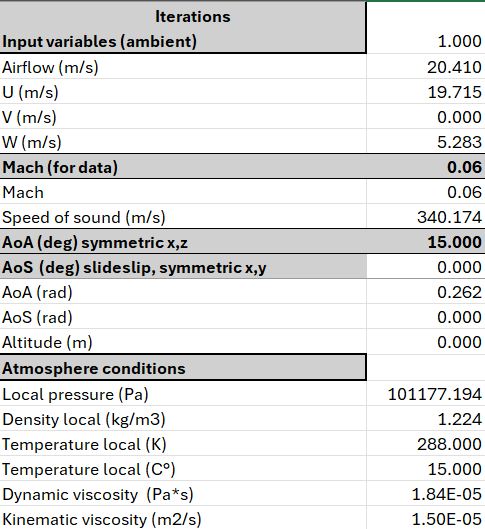 Iterations
Input variables (ambient) 1.000
Airflow (m/s) 20.410
U (m/s) 19.715
V (m/s) 0.000
W (m/s) 5.283
Mach (for data) 0.06
Mach 0.06
Speed of sound (m/s) 340.174
AoA (deg) symmetric x,z 15.000
AoS (deg) slideslip, symmetric x,y 0.000
AoA (rad) 0.262
AoS (rad) 0.000
Altitude (m) 0.000
Atmosphere conditions
Local pressure (Pa) 101177.194
Density local (kg/m3) 1.224
Temperature local (K) 288.000
Temperature local (Cº) 15.000
Dynamic viscosity (Pa*s) 1.84E-05
Kinematic viscosity (m2/s) 1.50E-05